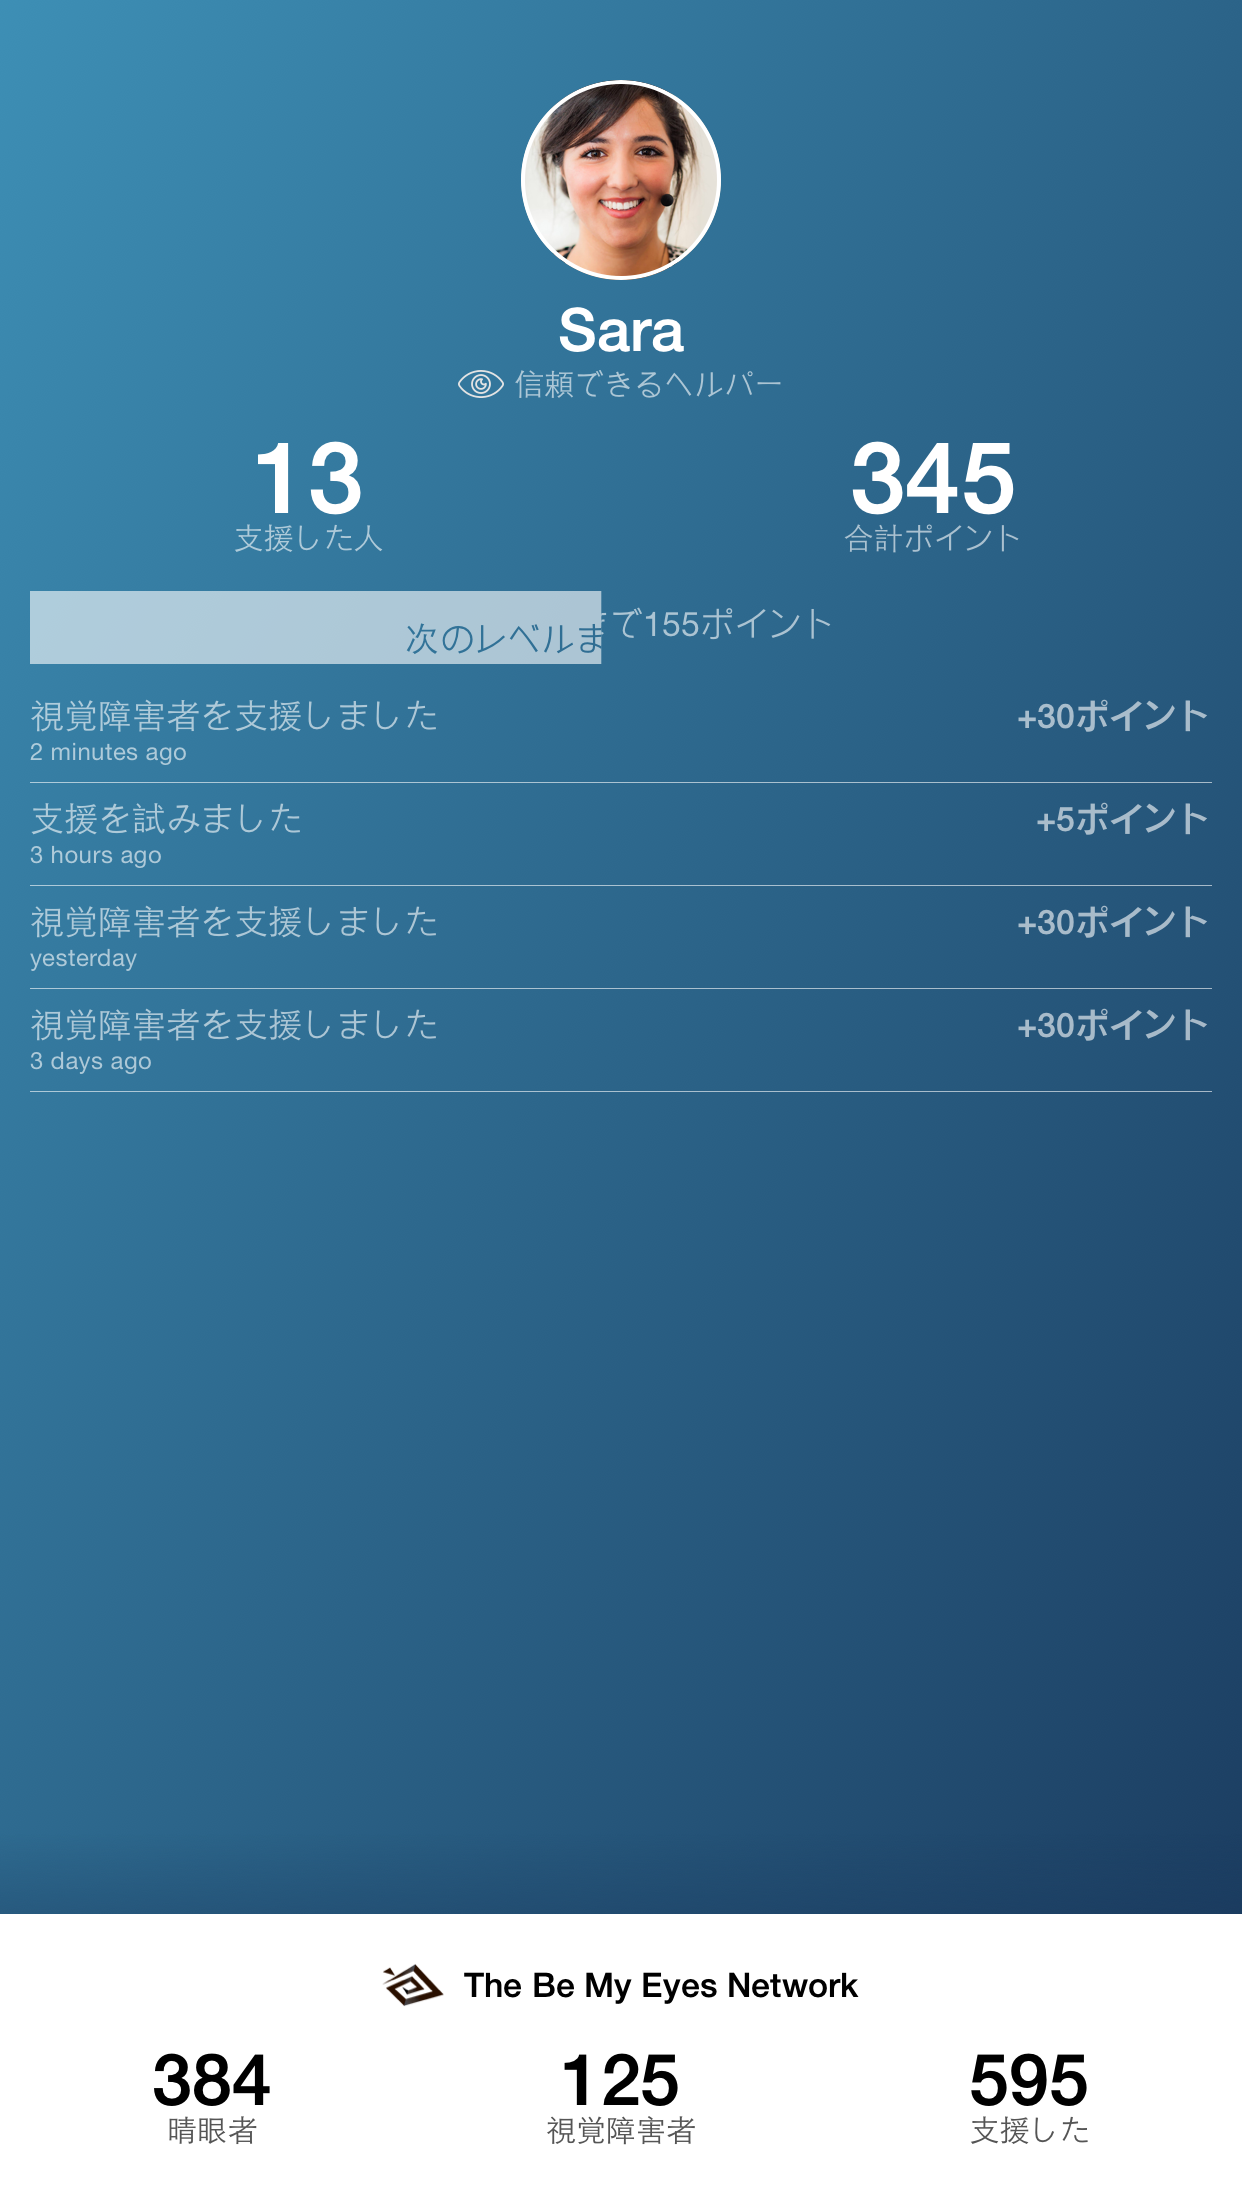 Sara
信頼できるヘルパー
13
支援した人
345
合計ポイント
次のレベルまで155ポイント
視覚障害者を支援しました
+30ポイント
2 minutes ago
支援を試みました
+5ポイント
3 hours ago
視覚障害者を支援しました
+30ポイント
yesterday
視覚障害者を支援しました
+30ポイント
3 days ago
The Be My Eyes Network
384
晴眼者
125
視覚障害者
595
支援した